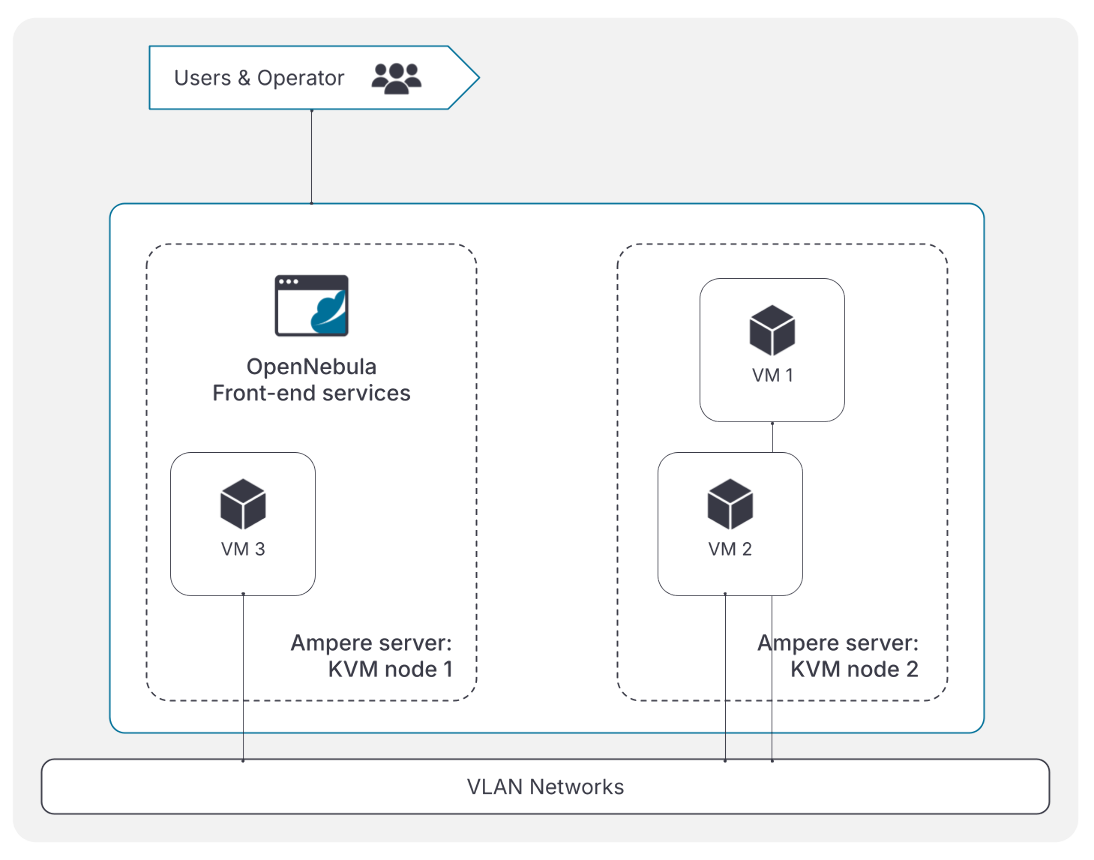 Users & Operator
OpenNebula
Front-end services
VM 3
Ampere server:
KVM node 1
VM 1
VM 2
Ampere server:
KVM node 2
VLAN Networks